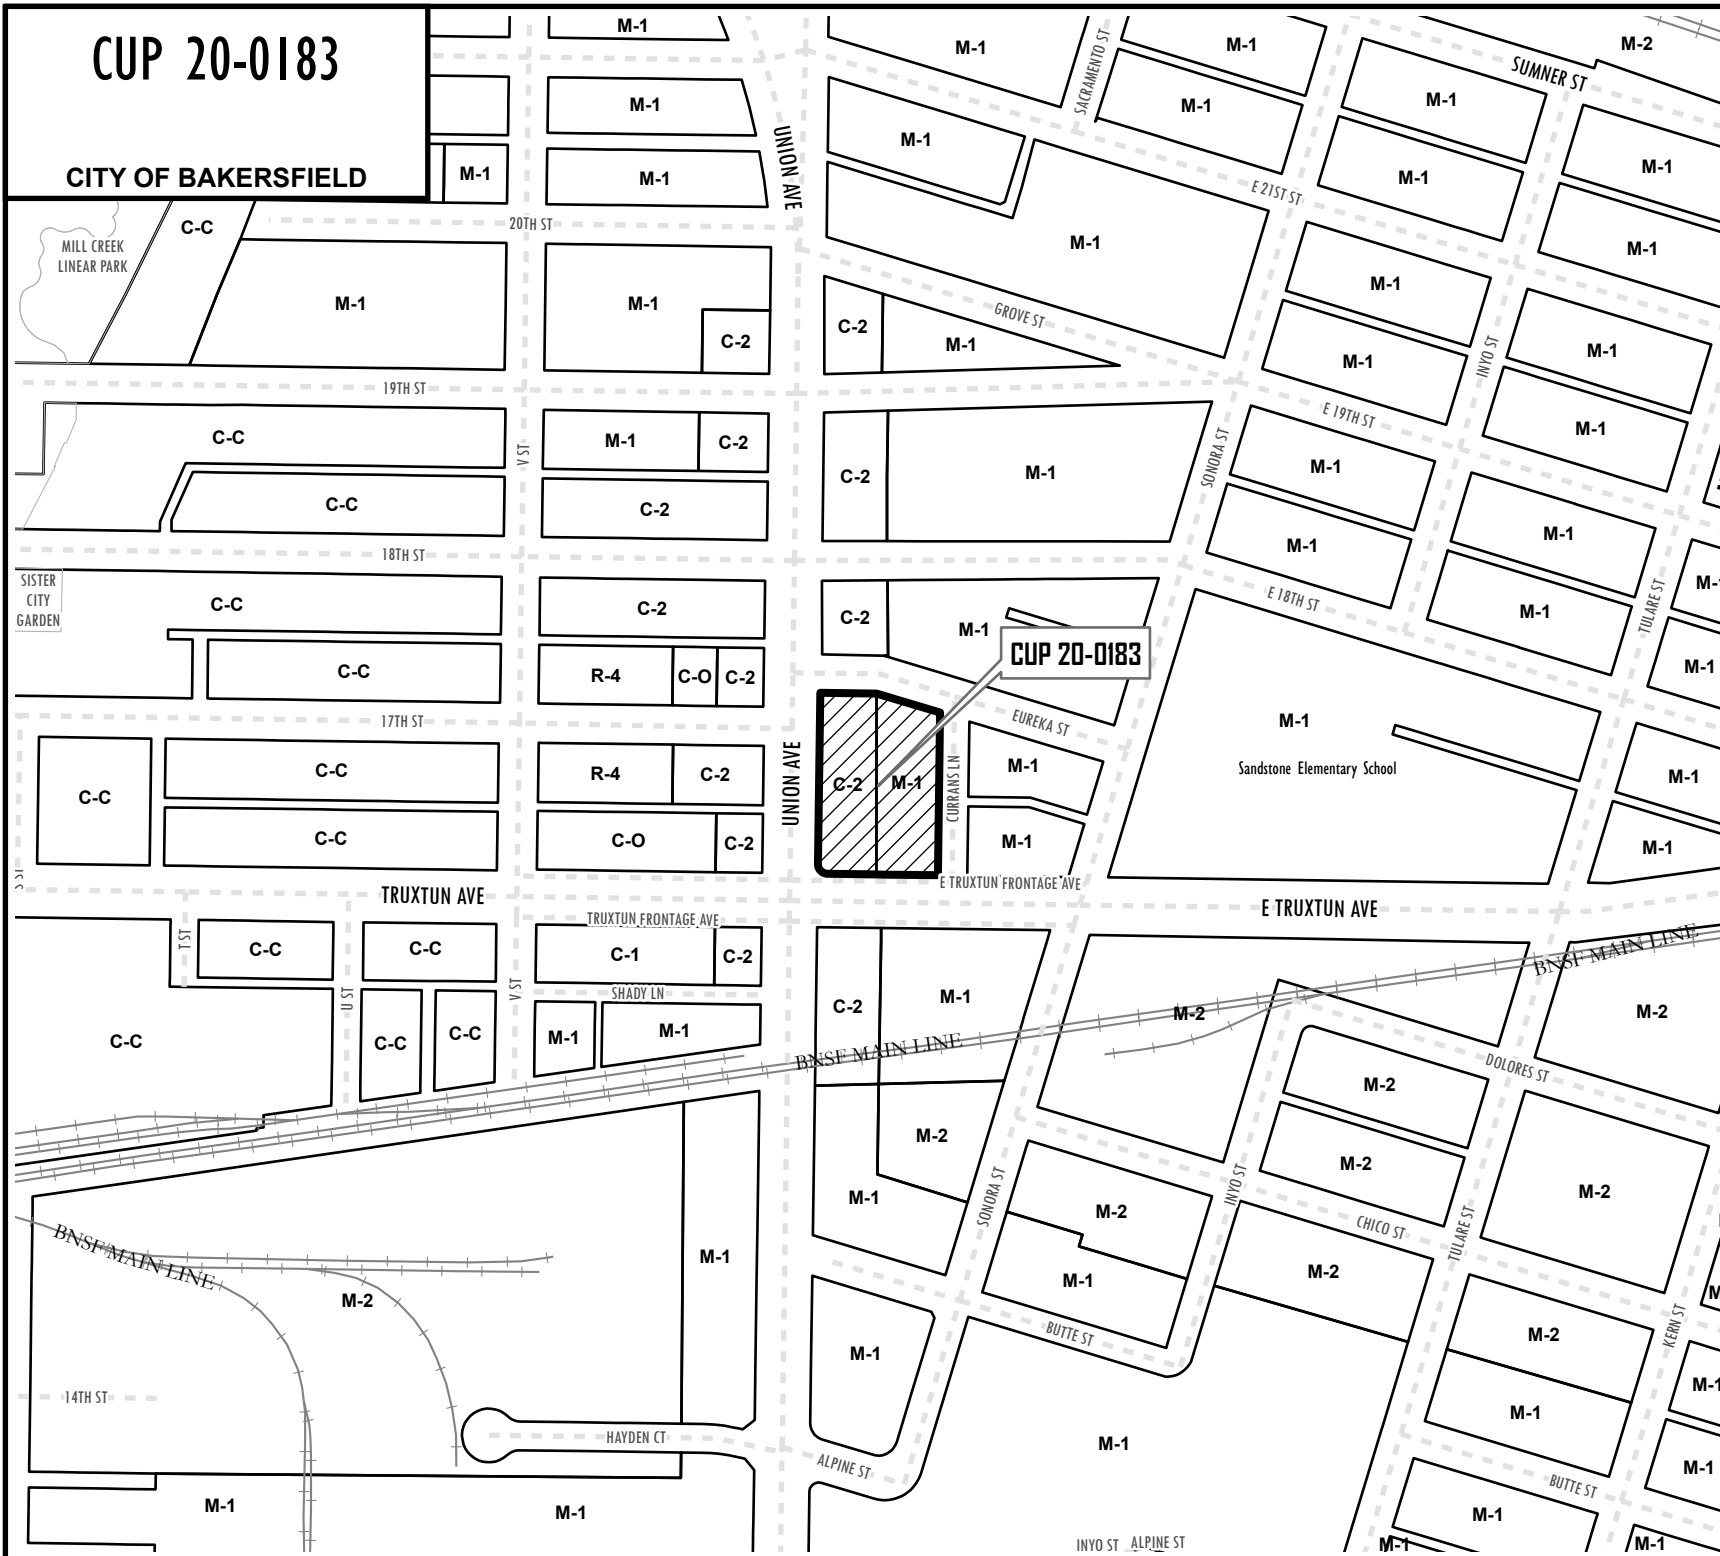 CUP 20-0183
CITY OF BAKERSFIELD
M-1
M-1
M-1
M-2
SUMNER ST
SACRAMENTO ST
M-1
M-1
M-1
M-1
UNION AVE
M-1
M-1
M-1
M-1
M-1
E 21ST ST
20TH ST
C-C
MILL CREEK
LINEAR PARK
M-1
M-1
M-1
M-1
M-1
C-2
C-2
M-1
GROVE ST
M-1
M-1
INYO ST
19TH ST
E 19TH ST
C-C
V ST
M-1
C-2
C-2
M-1
SONORA ST
M-1
M-1
C-C
C-2
M-1
M-1
18TH ST
SISTER
CITY
GARDEN
C-C
C-2
C-2
M-1
E 18TH ST
M-1
TULARE ST
M-1
CUP 20-0183
C-C
R-4
C-O
C-2
M-1
17TH ST
EUREKA ST
M-1
Sandstone Elementary School
C-C
C-C
R-4
C-2
UNION AVE
C-2
M-1
CURRANS LN
M-1
M-1
C-C
C-O
C-2
M-1
M-1
E TRUXTUN FRONTAGE AVE
TRUXTUN AVE
E TRUXTUN AVE
TRUXTUN FRONTAGE AVE
T ST
C-C
C-C
C-1
C-2
BNSF MAIN LINE
V ST
U ST
SHADY LN
C-C
C-C
C-C
M-1
M-1
C-2
M-1
BNSF MAIN LINE
M-2
M-2
DOLORES ST
M-2
M-2
M-1
SONORA ST
M-2
INYO ST
M-2
M-2
CHICO ST
TULARE ST
BNSF MAIN LINE
M-2
M-1
M-1
M-2
KERN ST
M-1
BUTTE ST
M-2
M-1
14TH ST
HAYDEN CT
ALPINE ST
M-1
M-1
M-1
BUTTE ST
M-1
M-1
M-1
INYO ST
ALPINE ST
M-1
M-1